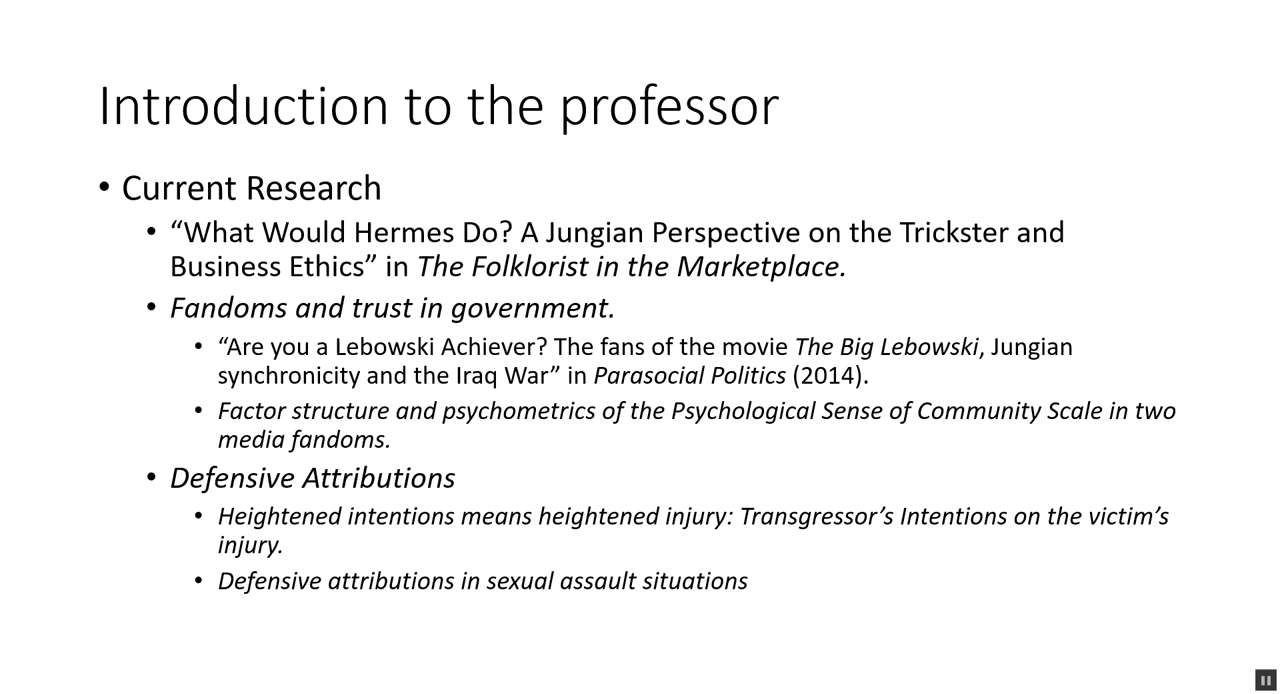 Introduction to the professor
• Current Research
• “What Would Hermes Do? A Jungian Perspective on the Trickster and
Business Ethics” in The Folklorist in the Marketplace.
• Fandoms and trust in government.
• “Are you a Lebowski Achiever? The fans of the movie The Big Lebowski, Jungian
synchronicity and the Iraq War” in Parasocial Politics (2014).
• Factor structure and psychometrics of the Psychological Sense of Community Scale in two
media fandoms.
• Defensive Attributions
• Heightened intentions means heightened injury: Transgressor’s Intentions on the victim’s
injury.
• Defensive attributions in sexual assault situations